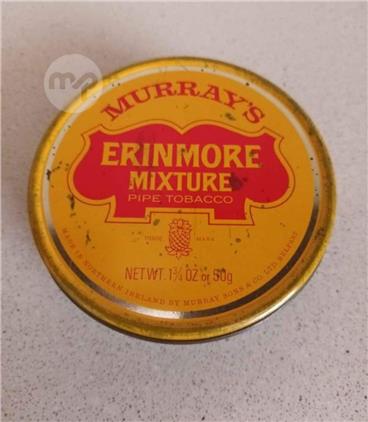 MURRAY'S
ERINMORE
MIXTURE
PIPE TOBACCO
TRADE MARK
NET WT. 1¾ OZ or 50g
MADE IN NORTHERN IRELAND BY MURRAY SONS & CO. LTD. BELFAST